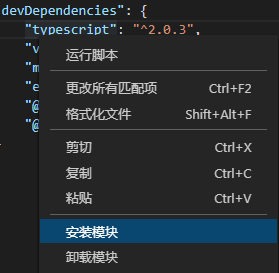 devDependencies": {
"typescript": "^2.0.3",
"v
运行脚本
"m
更改所有匹配项 Ctrl+F2
"e
格式化文件 Shift+Alt+F
"@
"@
剪切 Ctrl+X
复制 Ctrl+C
粘贴 Ctrl+V
安装模块
卸载模块